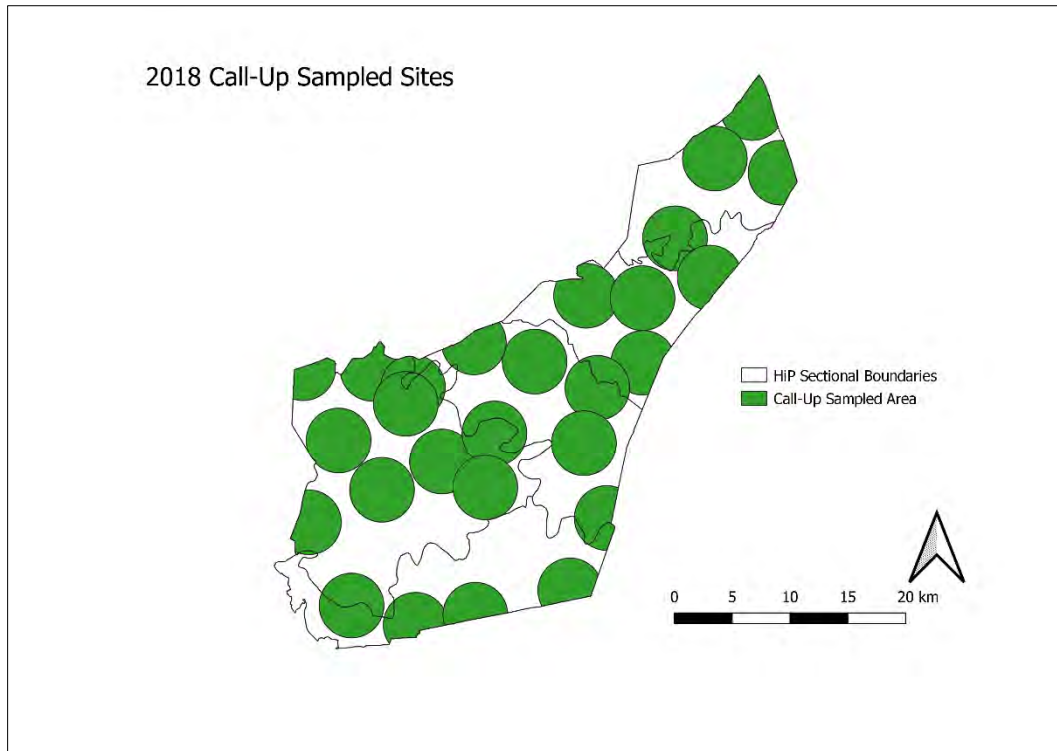 2018 Call-Up Sampled Sites
HiP Sectional Boundaries
Call-Up Sampled Area
0 5 10 15 20 km